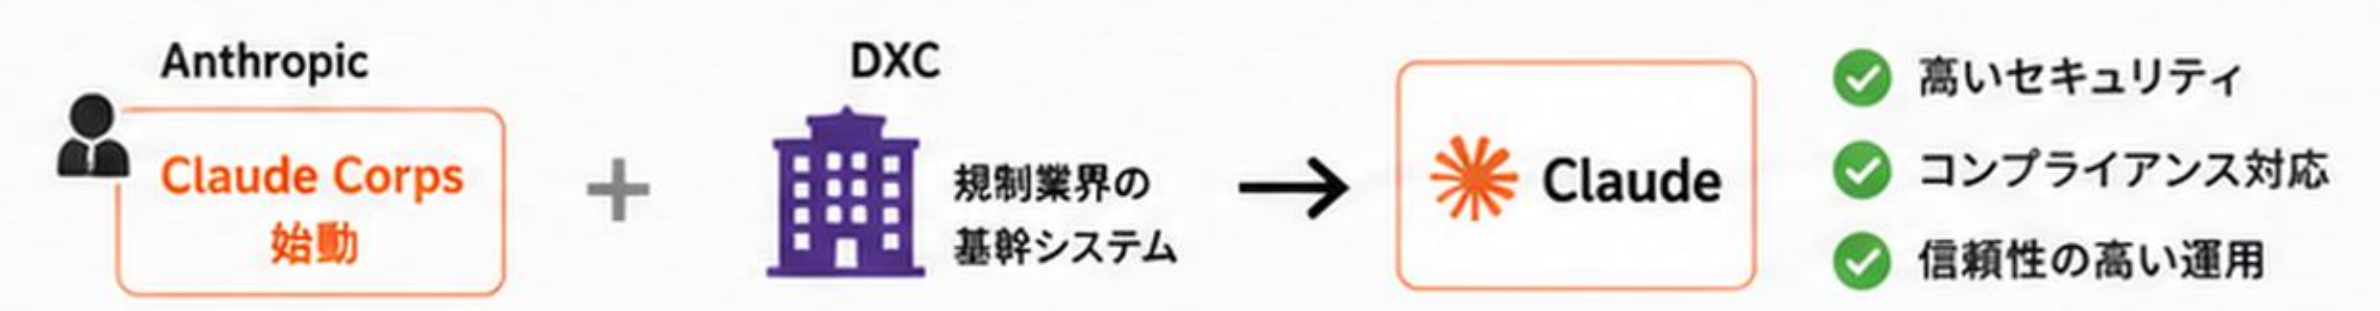 Anthropic
Claude Corps
始動
DXC
規制業界の
基幹システム
Claude
高いセキュリティ
コンプライアンス対応
信頼性の高い運用